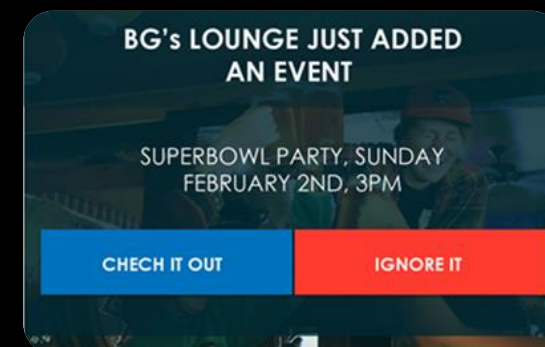 BG's LOUNGE JUST ADDED
AN EVENT
SUPERBOWL PARTY, SUNDAY
FEBRUARY 2ND, 3PM
CHECH IT OUT
IGNORE IT